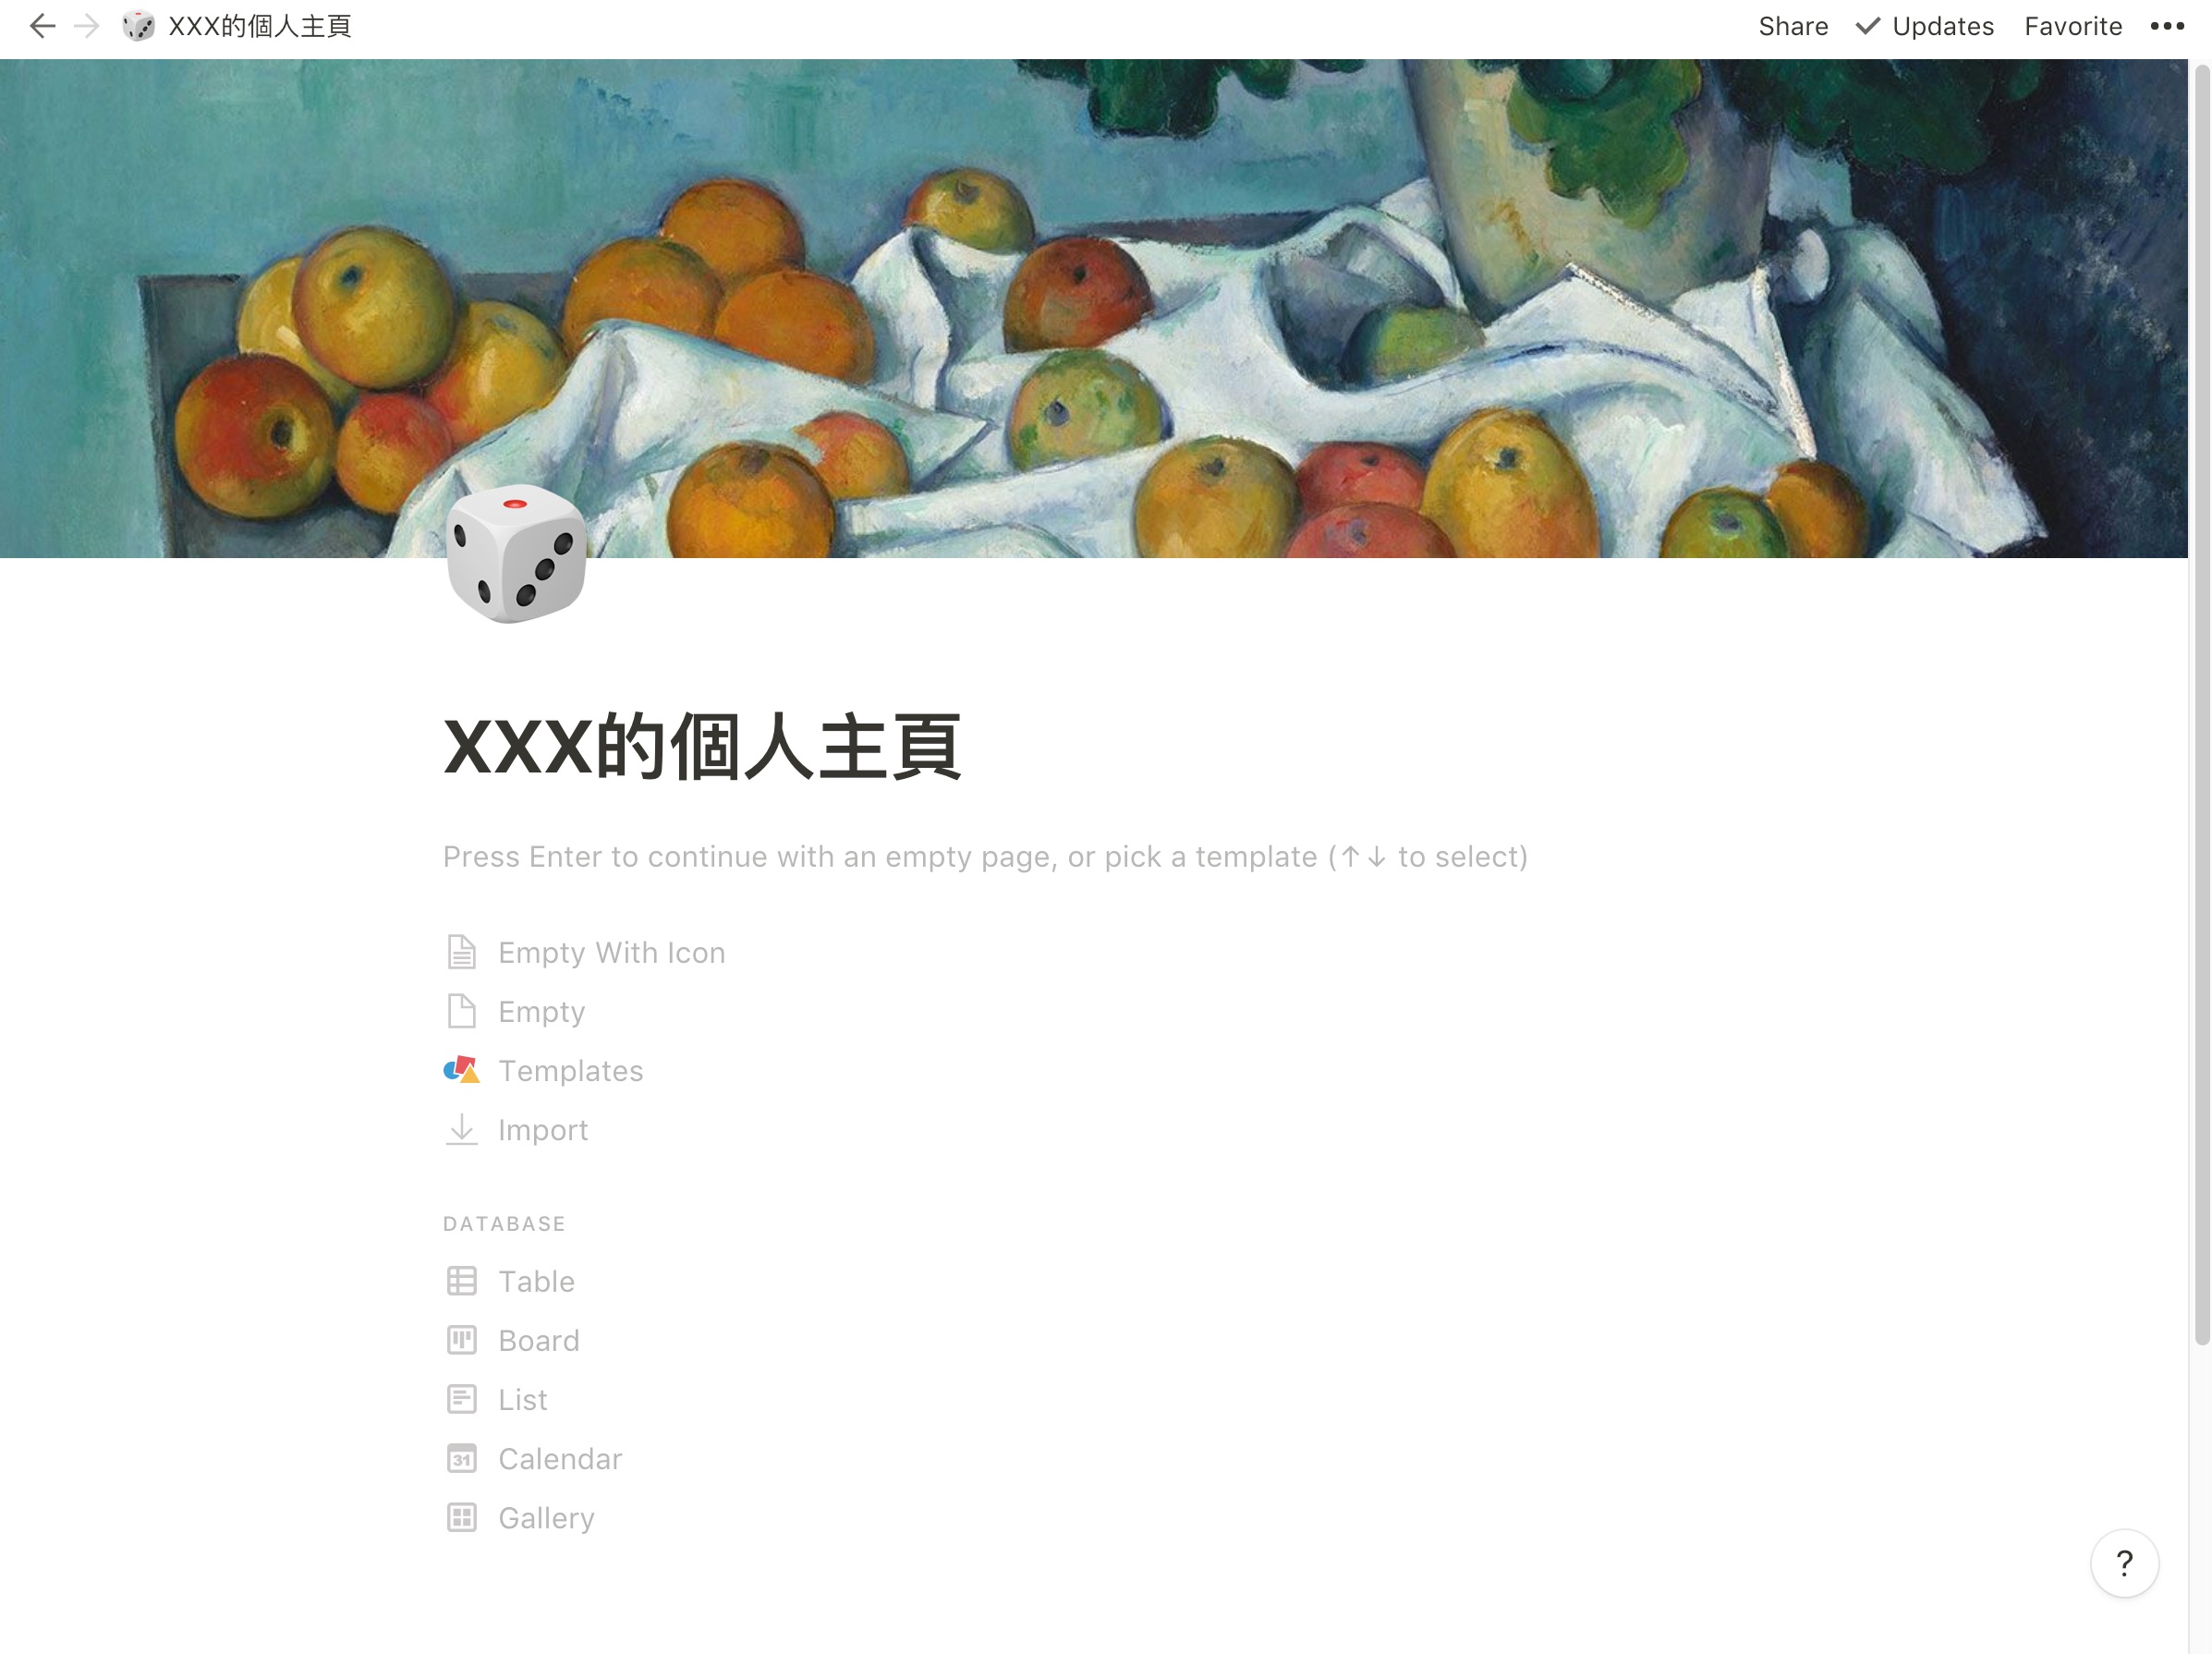 XXX的個人主頁
Share
Updates
Favorite
XXX的個人主頁
Press Enter to continue with an empty page, or pick a template (↑↓ to select)
Empty With Icon
Empty
Templates
Import
DATABASE
Table
Board
List
31 Calendar
Gallery
?